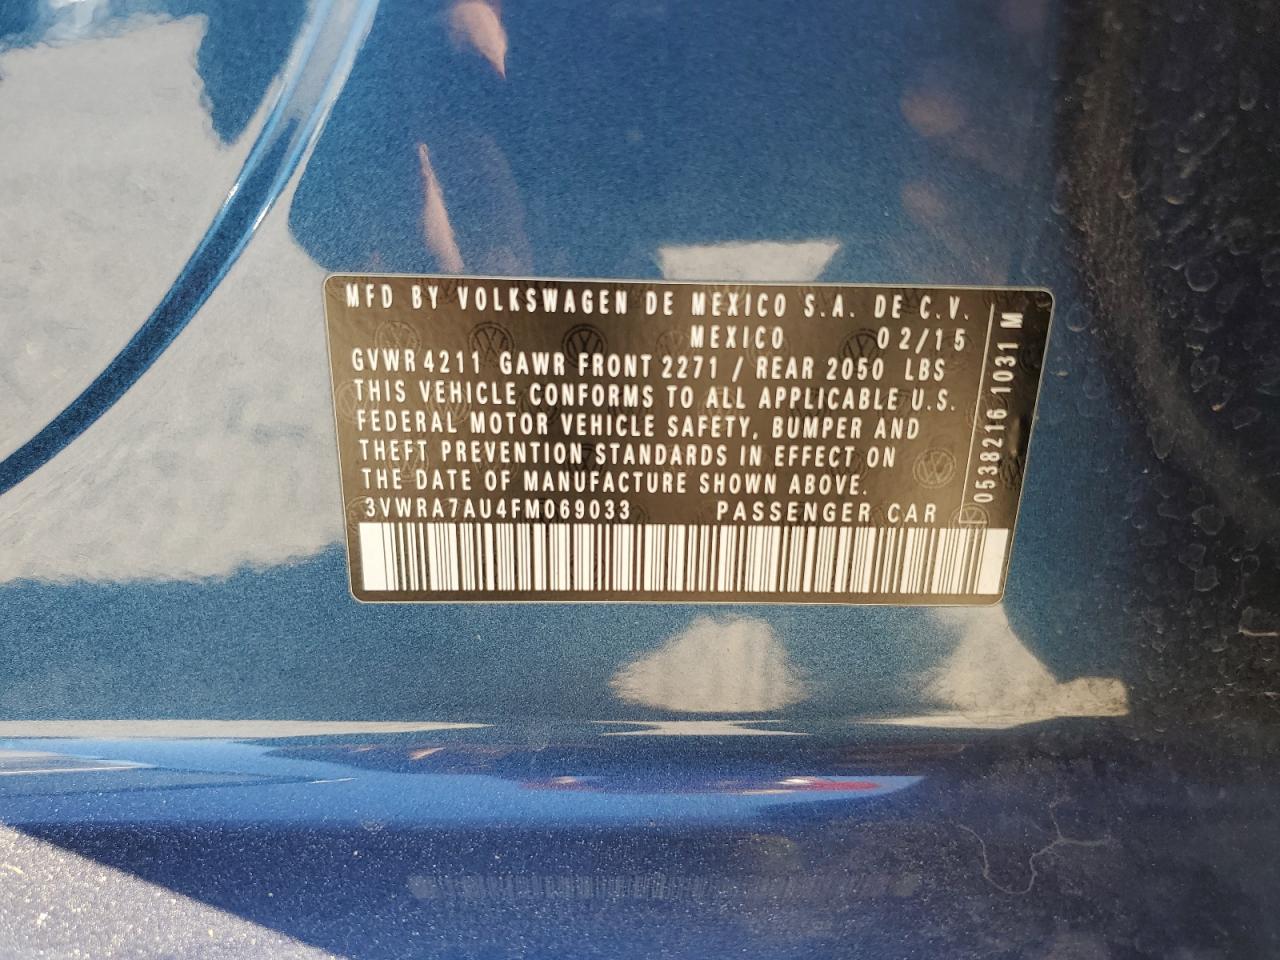 MFD BY VOLKSWAGEN DE MEXICO S.A. DE C.V.
MEXICO 02/15
GVWR 4211 GAWR FRONT 2271 / REAR 2050 LBS
THIS VEHICLE CONFORMS TO ALL APPLICABLE U.S.
FEDERAL MOTOR VEHICLE SAFETY, BUMPER AND
THEFT PREVENTION STANDARDS IN EFFECT ON
THE DATE OF MANUFACTURE SHOWN ABOVE.
3VWRA7AU4FM069033 PASSENGER CAR
0538216 1031 M